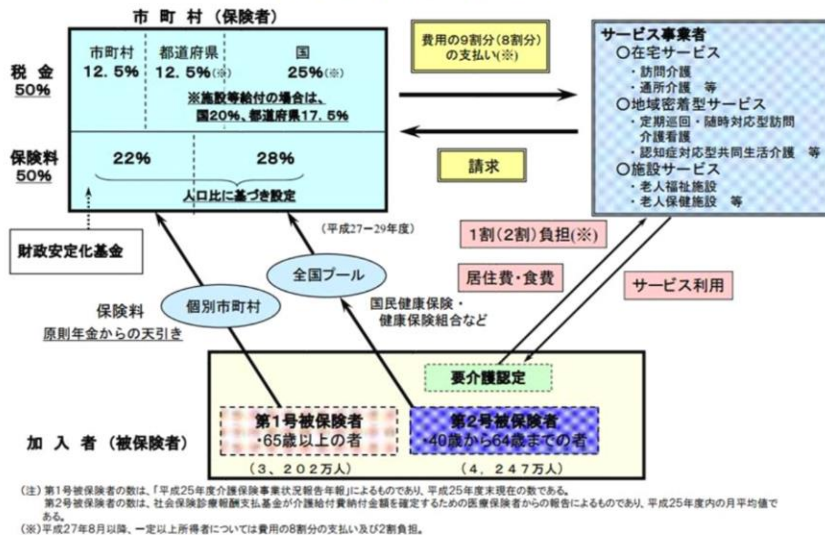 市 町 村 (保険者)
市町村 都道府県 国
12.5% 12.5%(※) 25%(※)
税 金
50%
※施設等給付の場合は、
国20%、都道府県17.5%
保険料
50%
22% 28%
人口比に基づき設定
財政安定化基金
費用の9割分(8割分)
の支払い(※)
請求
サービス事業者
○在宅サービス
・訪問介護
・通所介護 等
○地域密着型サービス
・定期巡回・随時対応型訪問
介護看護
・認知症対応型共同生活介護 等
○施設サービス
・老人福祉施設
・老人保健施設 等
(平成27-29年度)
1割(2割)負担(※)
居住費・食費
サービス利用
全国プール
個別市町村
保険料
原則年金からの天引き
国民健康保険・
健康保険組合など
要介護認定
加 入 者 (被保険者)
第1号被保険者
・65歳以上の者
第2号被保険者
・40歳から64歳までの者
(3、202万人) (4、247万人)
(注) 第1号被保険者の数は、「平成25年度介護保険事業状況報告年報」によるものであり、平成25年度末現在の数である。
第2号被保険者の数は、社会保険診療報酬支払基金が介護給付費納付金額を確定するための医療保険者からの報告によるものであり、平成25年度内の月平均値で
ある。
(※)平成27年8月以降、一定以上所得者については費用の8割分の支払い及び2割負担。